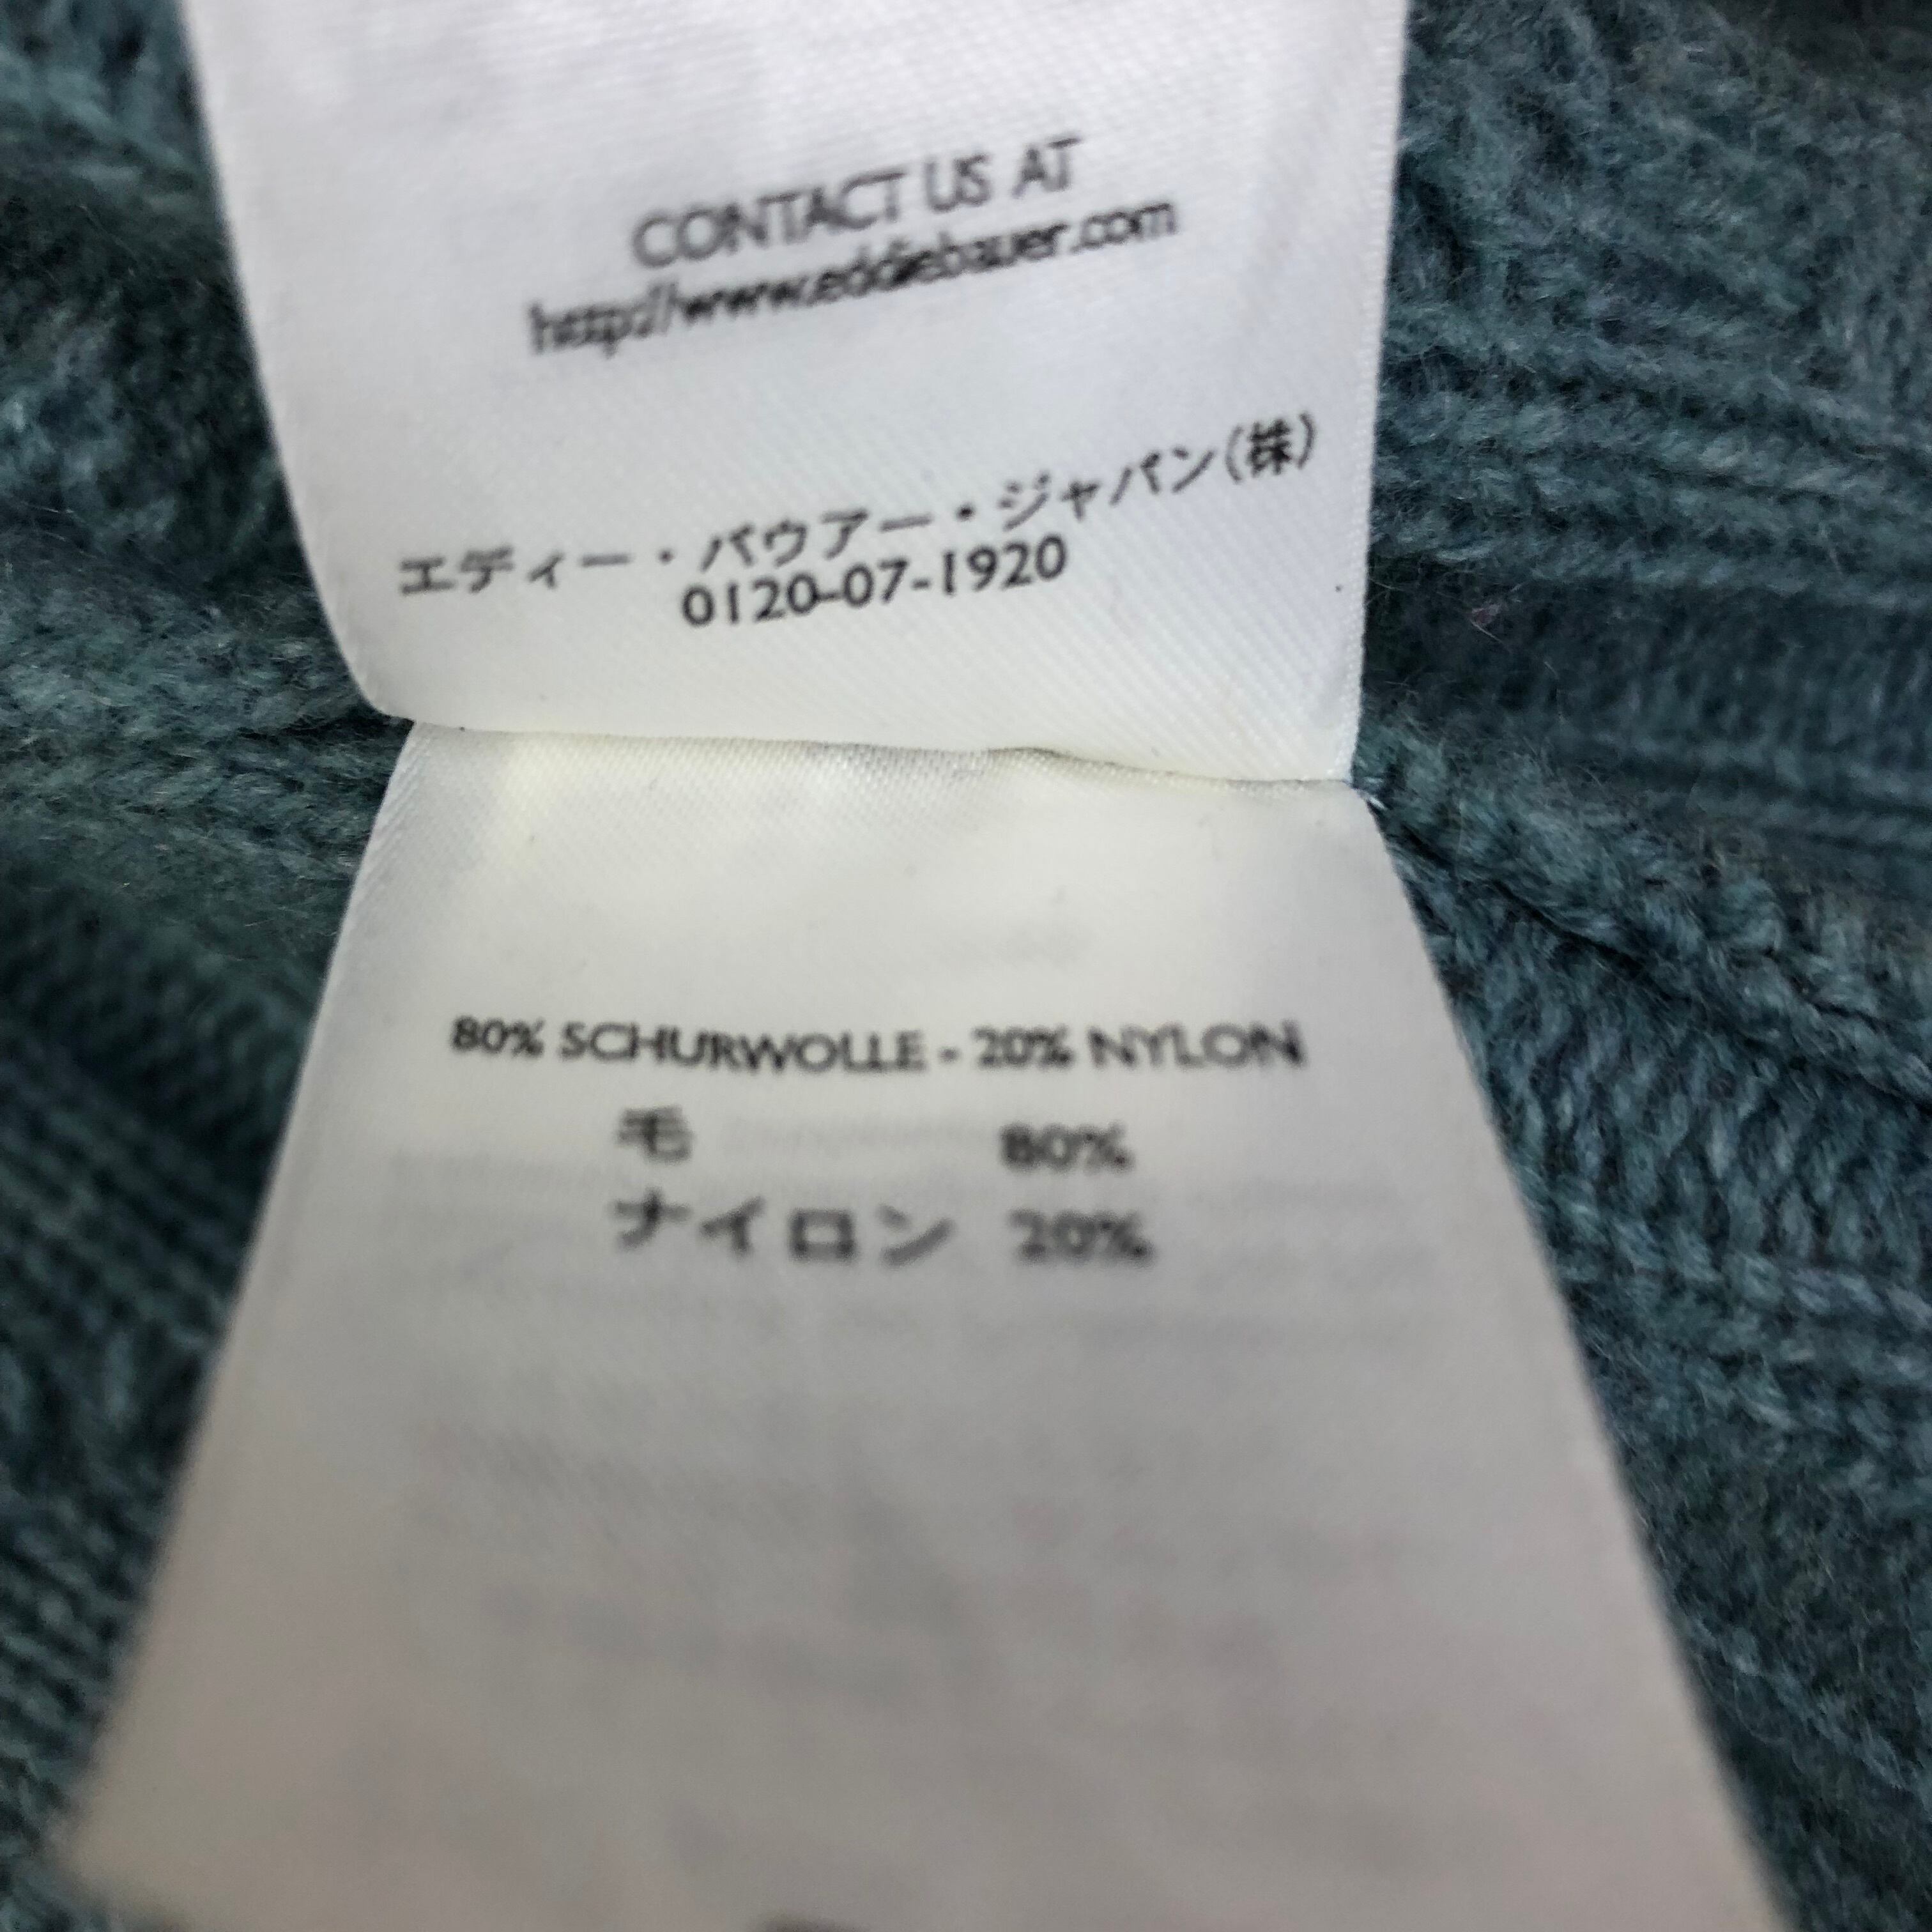 CONTACT US AT
http://www.eddiebauer.com
エディー・バウアー・ジャパン(株)
0120-07-1920
80% SCHURWOLLE - 20% NYLON
毛 80%
ナイロン 20%